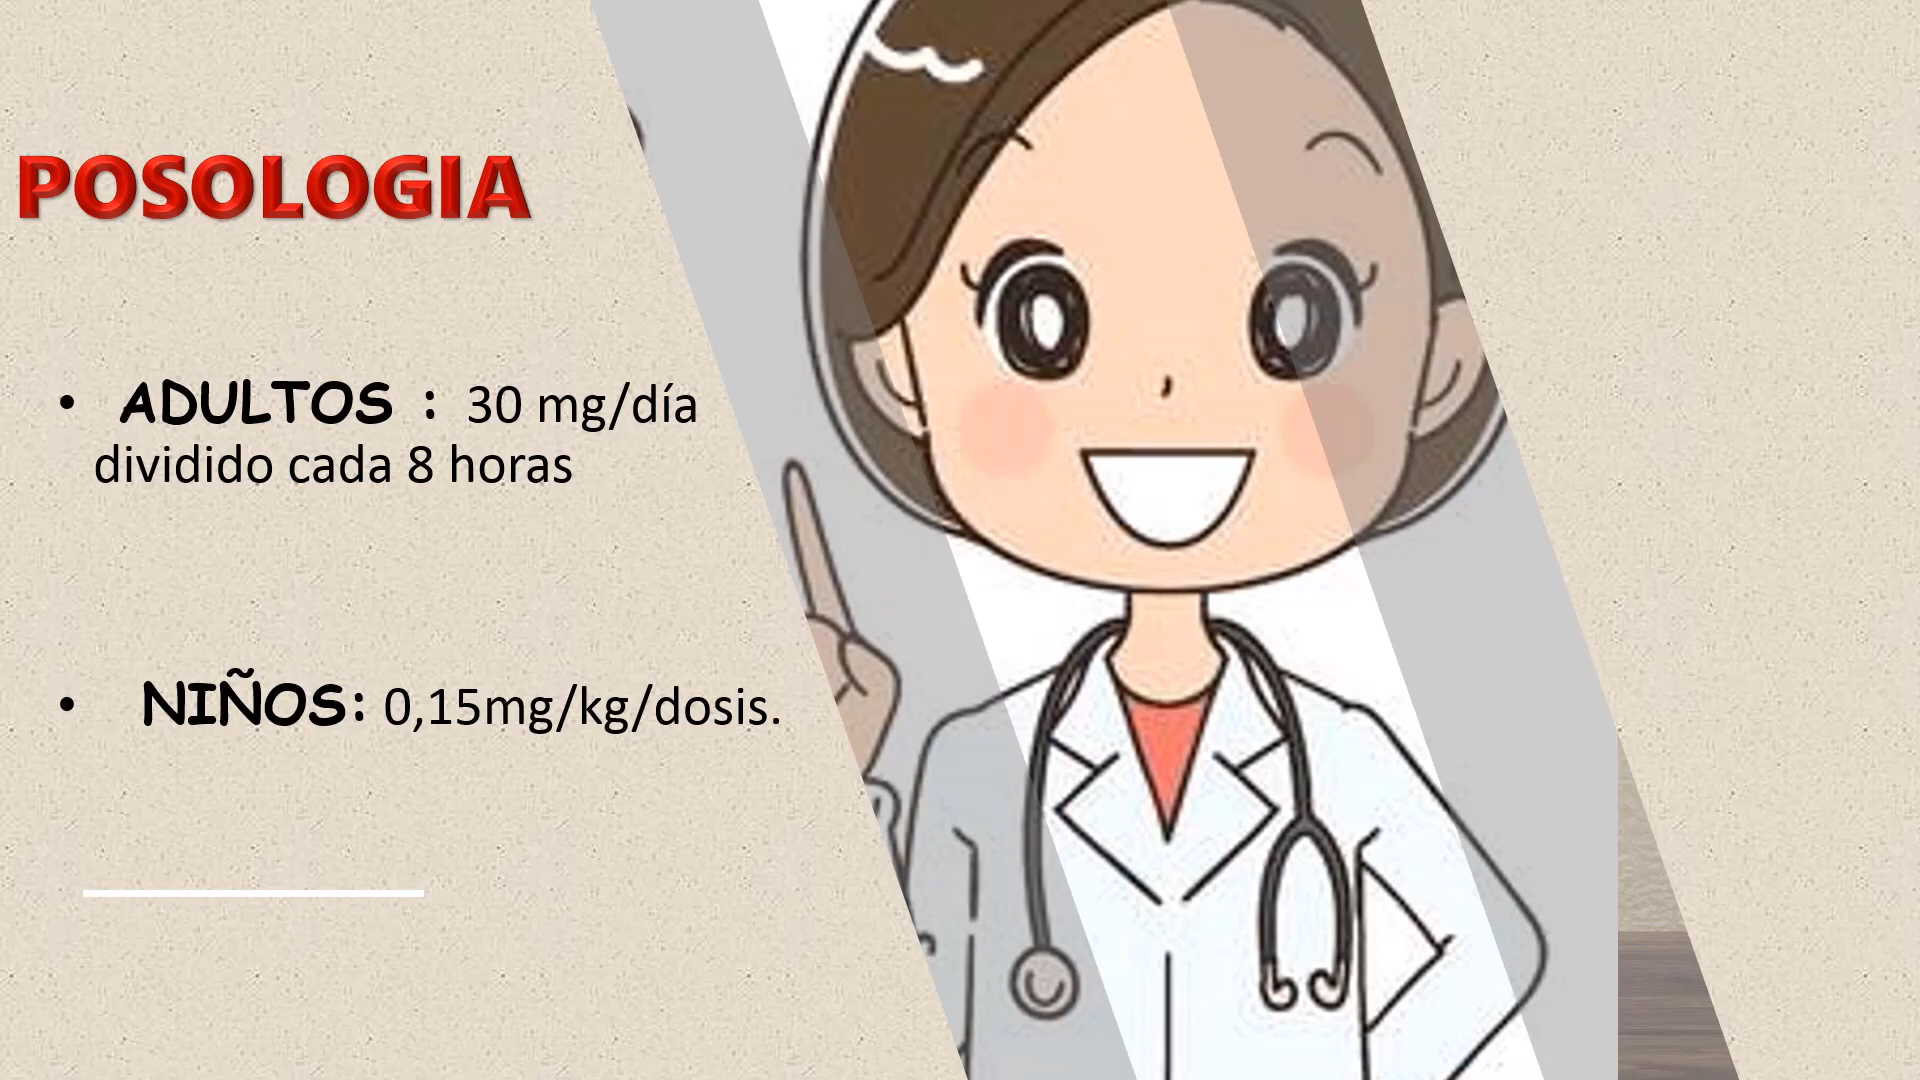 POSOLOGIA
• ADULTOS : 30 mg/día
dividido cada 8 horas
• NIÑOS: 0,15mg/kg/dosis.